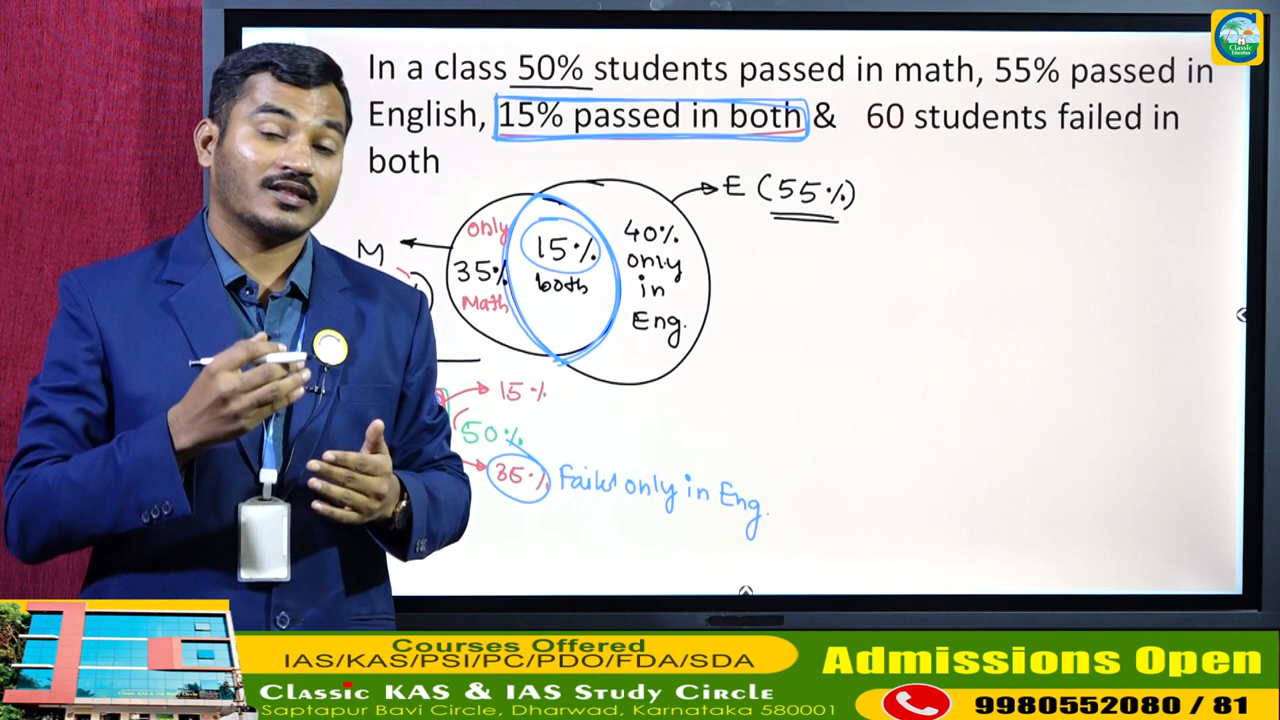 Classic
Education
In a class 50% students passed in math, 55% passed in
English, 15% passed in both & 60 students failed in
both
E (55%)
M
only
35%
Math
15%
both
40%
only
in
Eng.
15%
50%
35% Failed only in Eng.
Courses Offered
IAS/KAS/PSI/PC/PDO/FDA/SDA
Classic KAS & IAS Study Circle
Saptapur Bavi Circle, Dharwad, Karnataka 580001
Admissions Open
9980552080 / 81